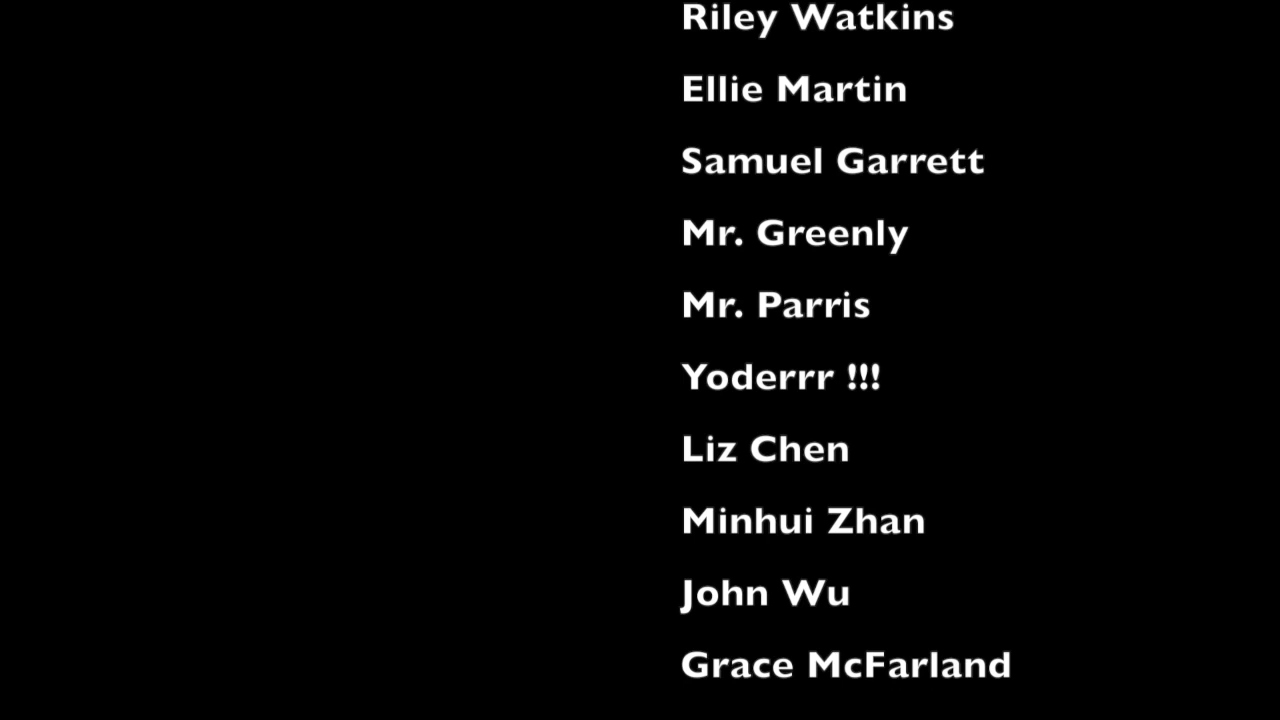 Riley Watkins
Ellie Martin
Samuel Garrett
Mr. Greenly
Mr. Parris
Yoderrr !!!
Liz Chen
Minhui Zhan
John Wu
Grace McFarland